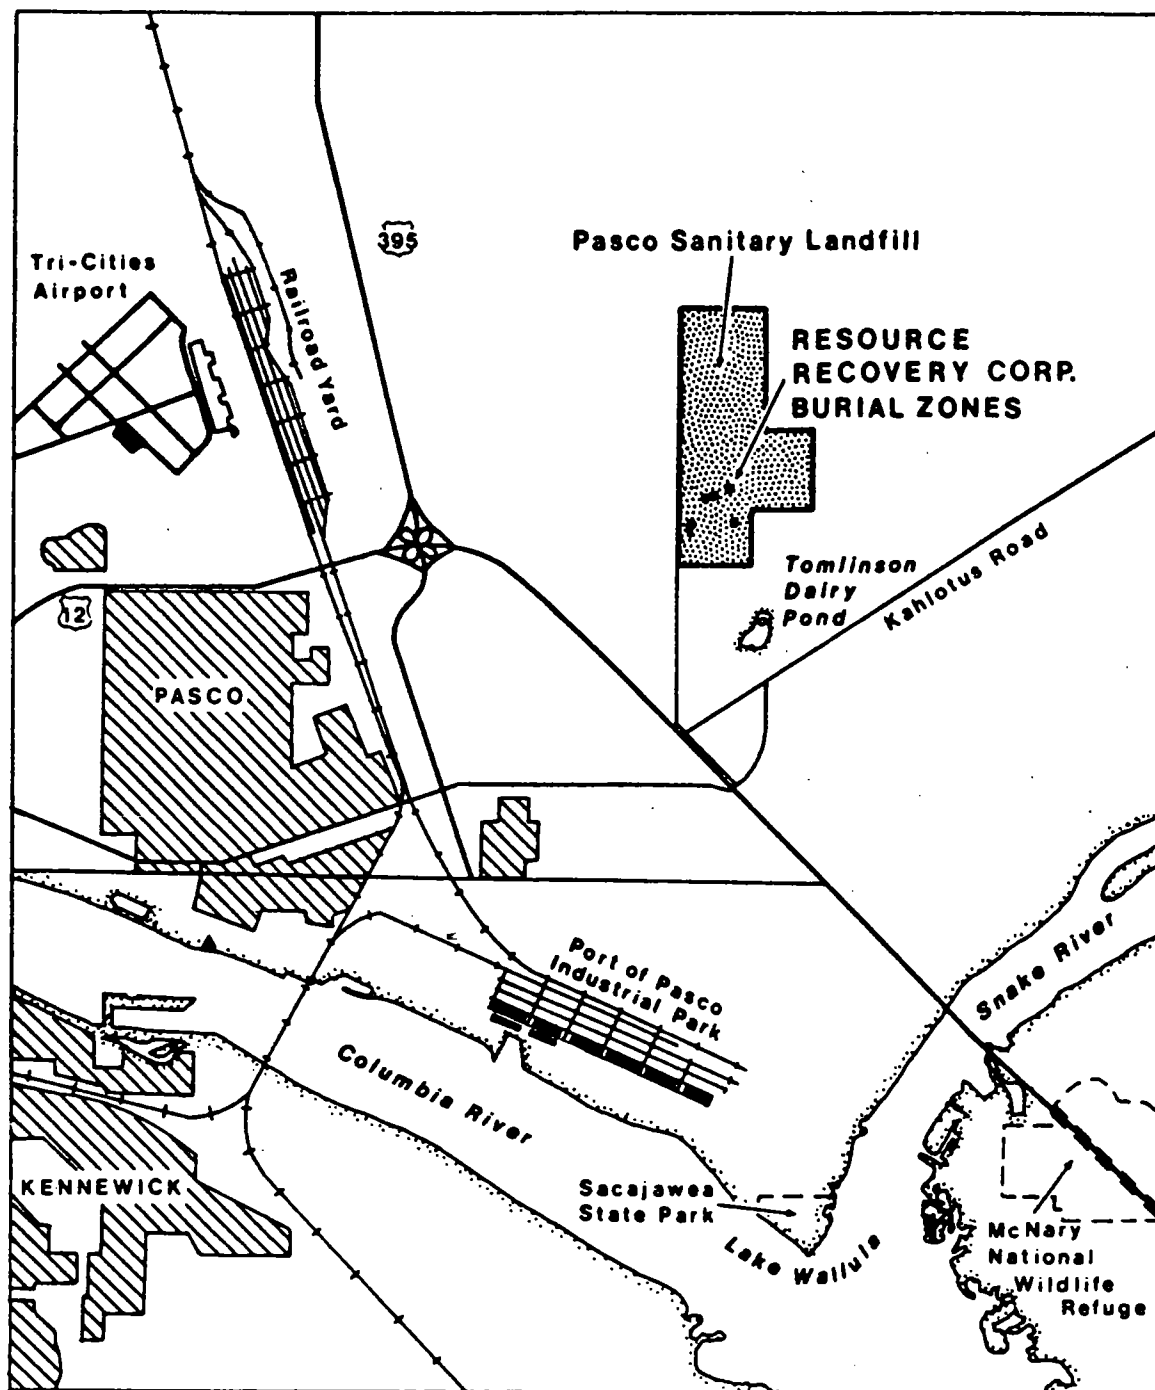 395
Pasco Sanitary Landfill
Tri-Cities
Airport
Railroad Yard
RESOURCE
RECOVERY CORP.
BURIAL ZONES
Tomlinson
Dairy
Pond
Kahlotus Road
12
PASCO
Snake River
Port of Pasco
Industrial Park
Columbia River
KENNEWICK
Sacajawea
State Park
Lake Wallula
McNary
National
Wildlife
Refuge